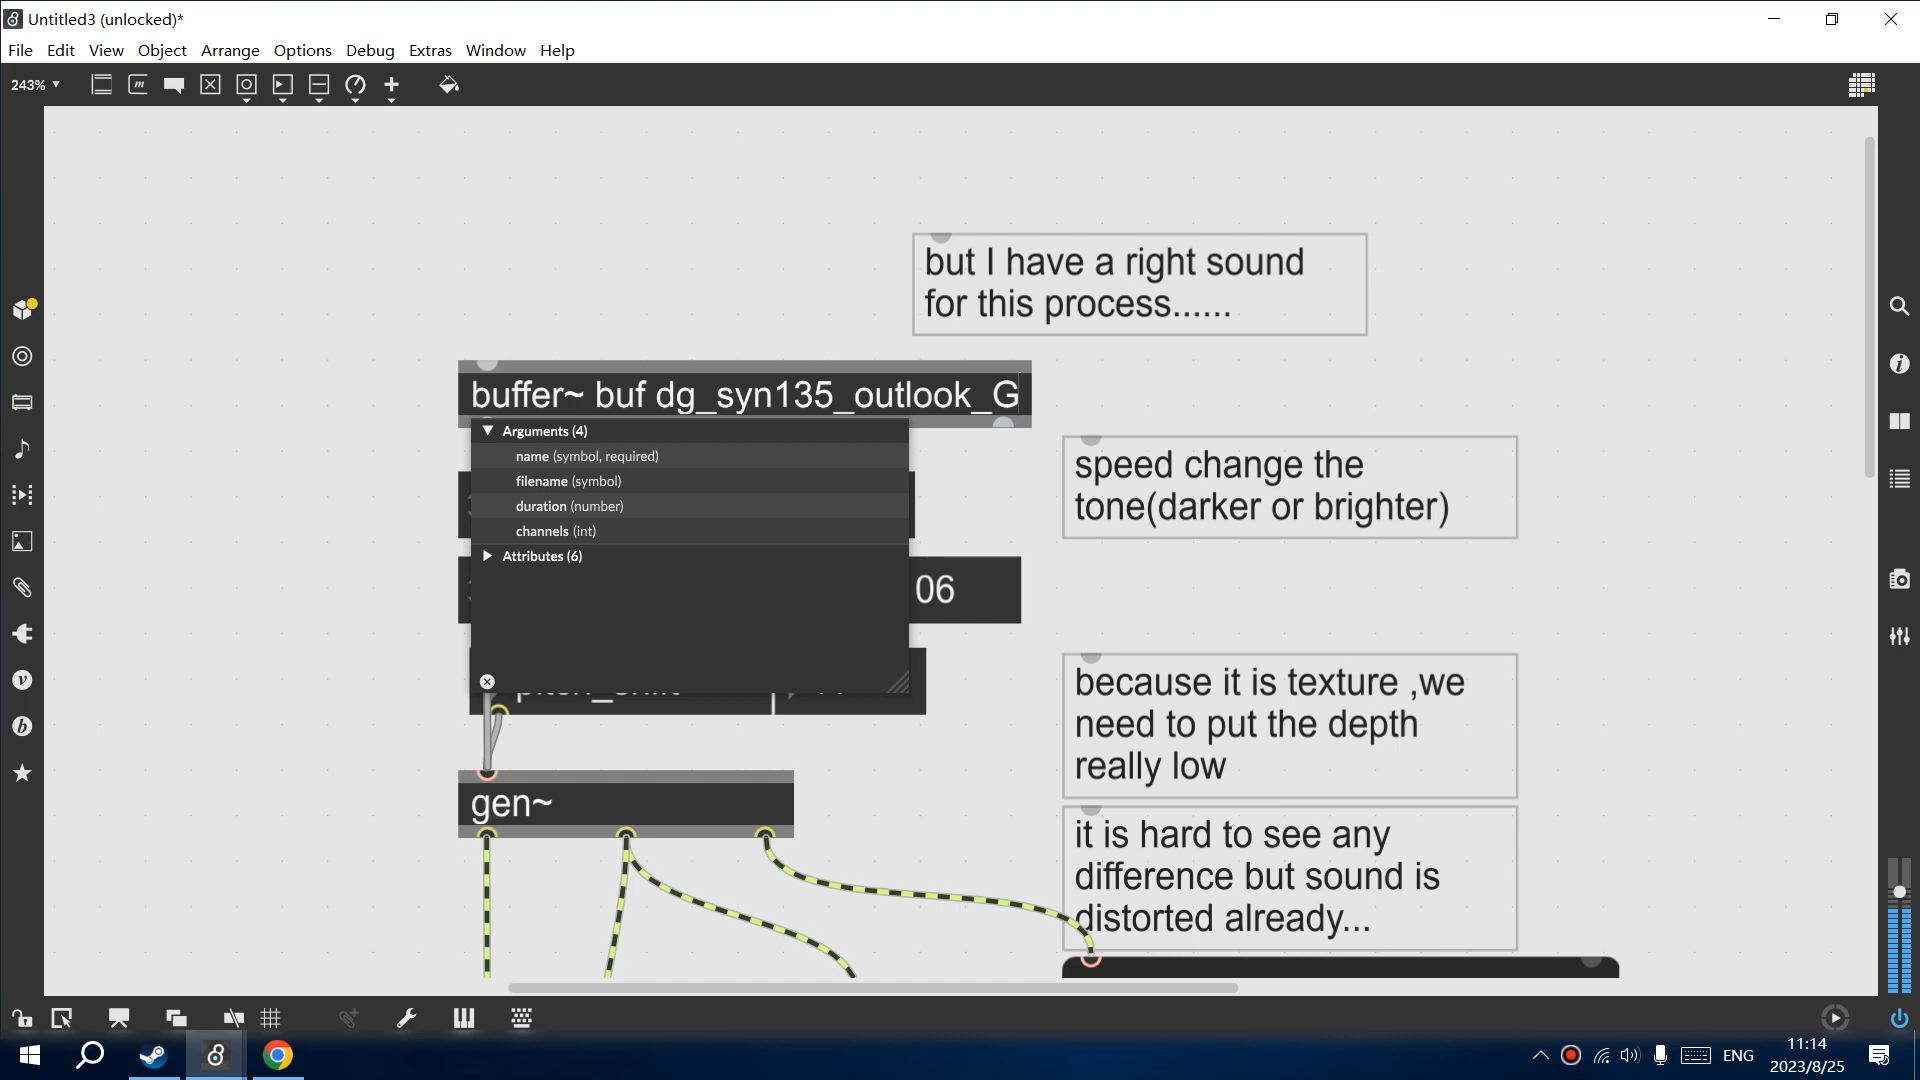 Untitled3 (unlocked)*
File Edit View Object Arrange Options Debug Extras Window Help
243%
but I have a right sound
for this process......
buffer~ buf dg_syn135_outlook_G
Arguments (4)
name (symbol, required)
filename (symbol)
duration (number)
channels (int)
Attributes (6)
speed change the
tone(darker or brighter)
06
because it is texture ,we
need to put the depth
really low
gen~
it is hard to see any
difference but sound is
distorted already...
ENG
11:14
2023/8/25